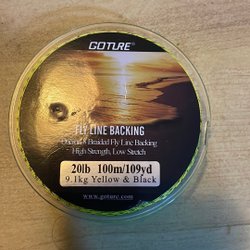 GOTURE®
FLY LINE BACKING
Braided Fly Line Backing
High Strength, Low Stretch
20lb 100m/109yd
9.1kg Yellow & Black
www.goture.com